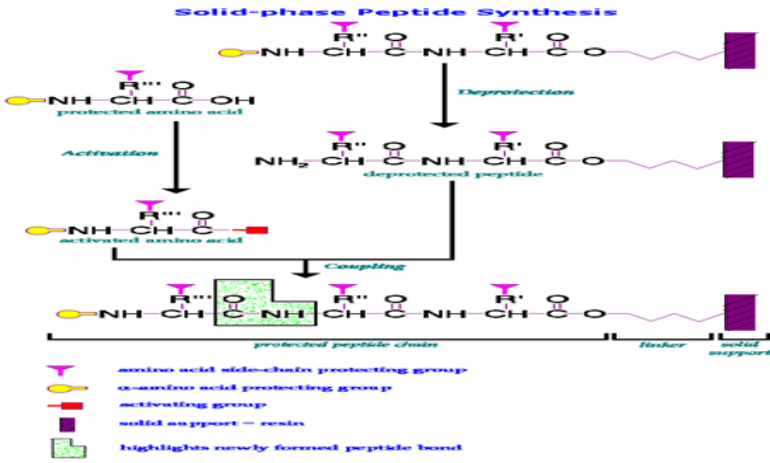 Solid-phase Peptide Synthesis
R'' O R' O
NH CH C NH CH C O
Deprotection
R''' O
NH CH C OH
protected amino acid
Activation
R'' O R' O
NH2 CH C NH CH C O
deprotected peptide
R''' O
NH CH C
activated amino acid
Coupling
R''' O R'' O R' O
NH CH C NH CH C NH CH C O
protected peptide chain linker solid support
amino acid side-chain protecting group
α-amino acid protecting group
activating group
solid support - resin
highlights newly formed peptide bond